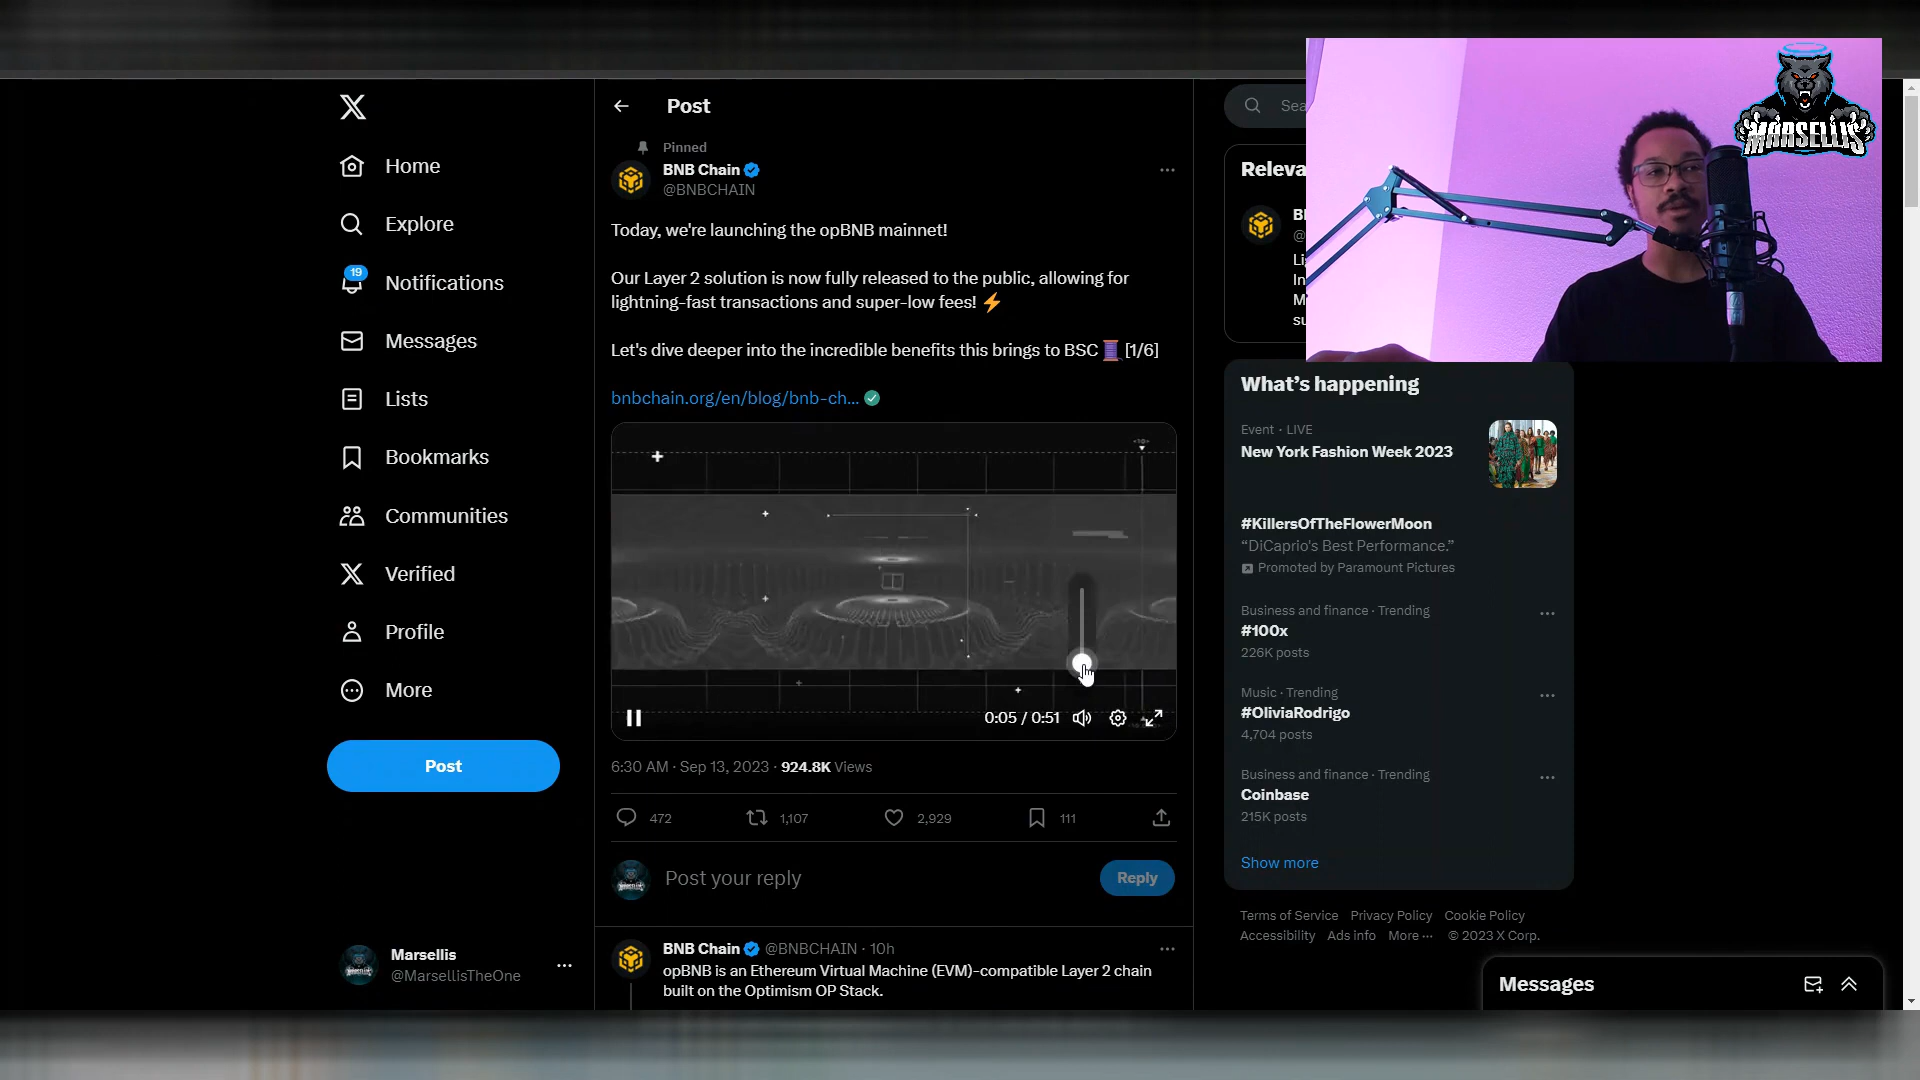 Home
Explore
19
Notifications
Messages
Lists
Bookmarks
Communities
Verified
Profile
More
Post
Marsellis
@MarsellisTheOne
Post
Pinned
BNB Chain
@BNBCHAIN
Today, we're launching the opBNB mainnet!
Our Layer 2 solution is now fully released to the public, allowing for
lightning-fast transactions and super-low fees! ⚡
Let's dive deeper into the incredible benefits this brings to BSC 🧵 [1/6]
bnbchain.org/en/blog/bnb-ch...
0:05 / 0:51
6:30 AM · Sep 13, 2023 · 924.8K Views
472
1,107
2,929
111
Post your reply
Reply
BNB Chain @BNBCHAIN · 10h
opBNB is an Ethereum Virtual Machine (EVM)-compatible Layer 2 chain
built on the Optimism OP Stack.
MARSELLIS
What's happening
Event · LIVE
New York Fashion Week 2023
#KillersOfTheFlowerMoon
"DiCaprio's Best Performance."
Promoted by Paramount Pictures
Business and finance · Trending
#100x
226K posts
Music · Trending
#OliviaRodrigo
4,704 posts
Business and finance · Trending
Coinbase
215K posts
Show more
Terms of Service Privacy Policy Cookie Policy
Accessibility Ads info More ··· © 2023 X Corp.
Messages